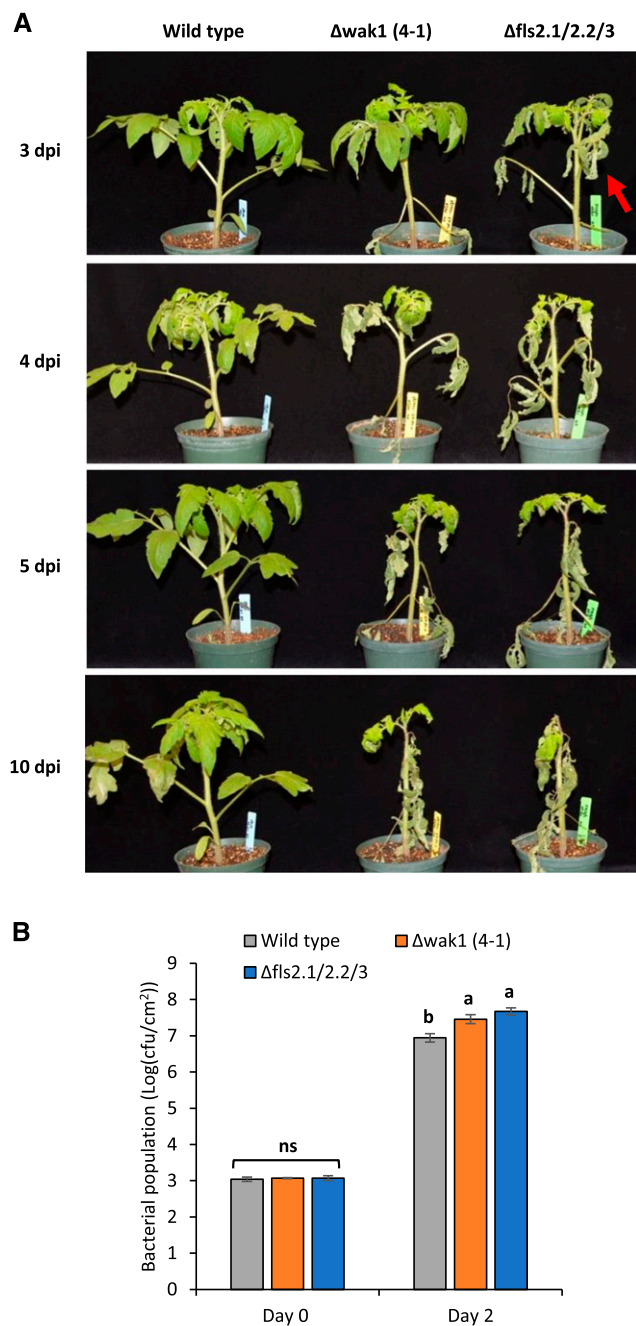 A
Wild type
Δwak1 (4-1)
Δfls2.1/2.2/3
3 dpi
4 dpi
5 dpi
10 dpi
B
Wild type
Δwak1 (4-1)
Δfls2.1/2.2/3
Bacterial population (Log(cfu/cm²))
9
8
7
6
5
4
3
2
1
0
ns
b
a
a
Day 0
Day 2